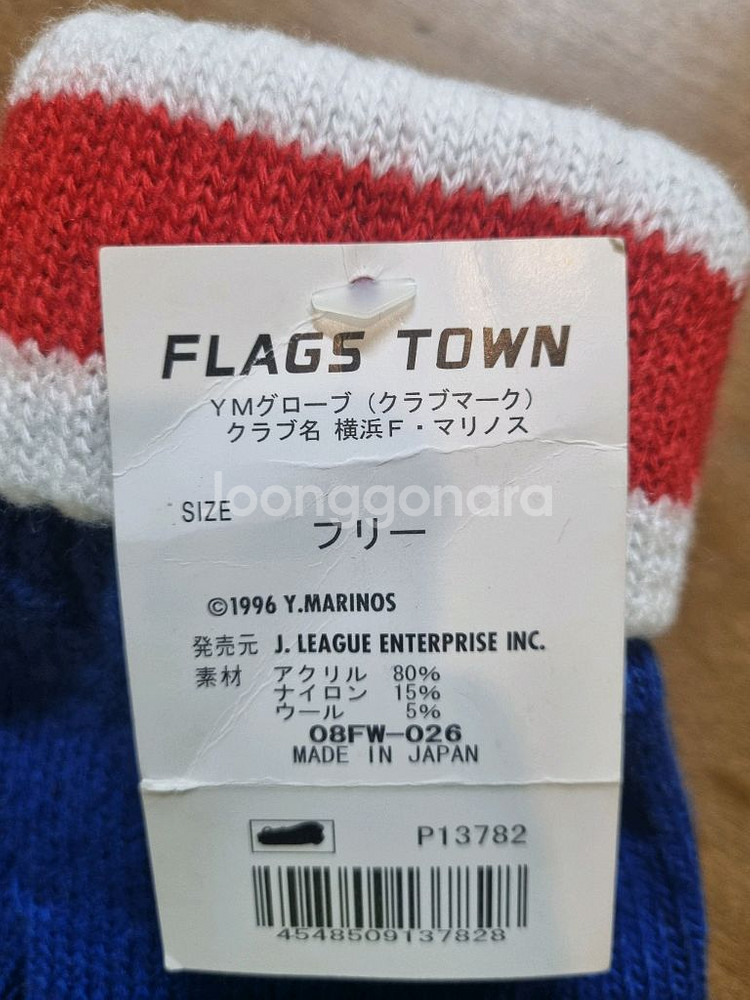 FLAGS TOWN
YMグローブ（クラブマーク）
クラブ名 横浜F・マリノス
joonggonara
SIZE フリー
©1996 Y.MARINOS
発売元 J. LEAGUE ENTERPRISE INC.
素材 アクリル 80%
ナイロン 15%
ウール 5%
08FW-026
MADE IN JAPAN
P13782
4548509137828